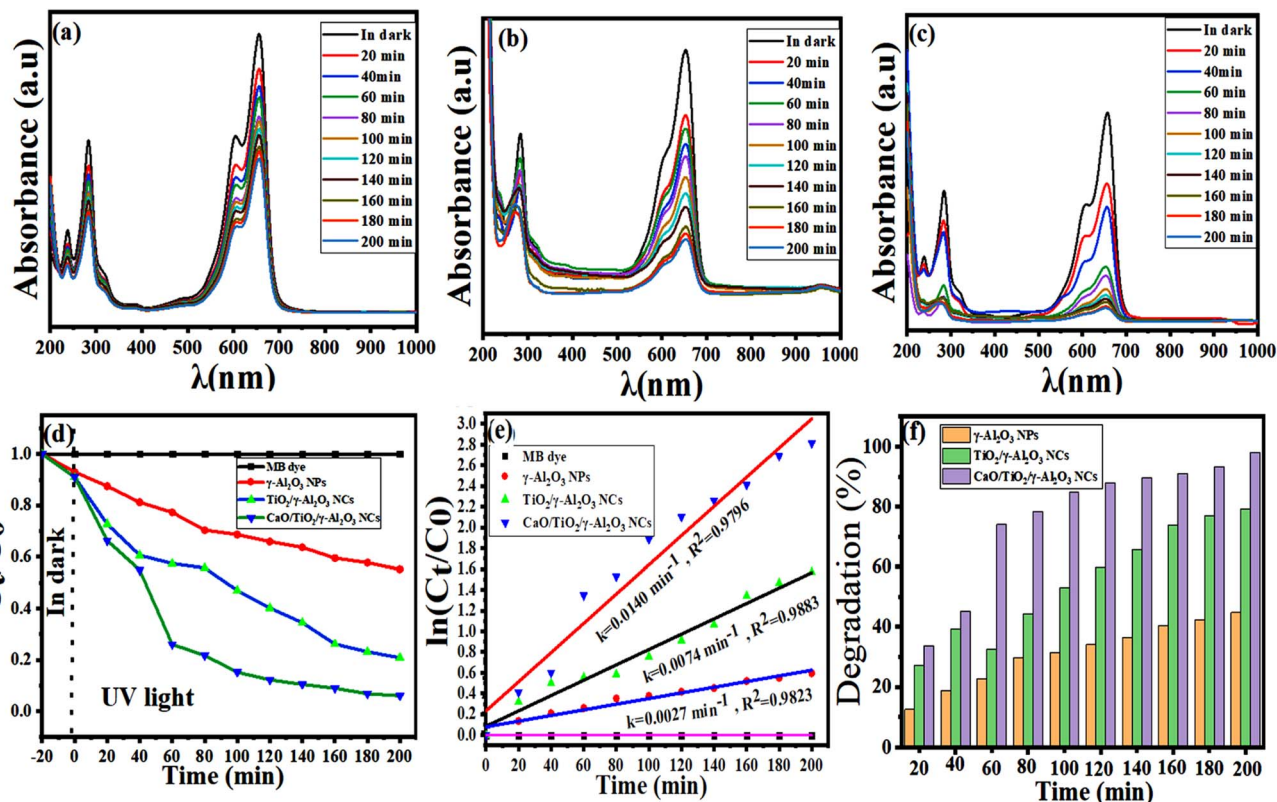 (a)
Absorbance (a.u)
In dark
20 min
40min
60 min
80 min
100 min
120 min
140 min
160 min
180 min
200 min
200 300 400 500 600 700 800 900 1000
λ(nm)
(b)
Absorbance (a.u)
In dark
20 min
40 min
60 min
80 min
100 min
120 min
140 min
160 min
180 min
200 min
200 300 400 500 600 700 800 900 1000
λ(nm)
(c)
Absorbance (a.u)
In dark
20 min
40min
60 min
80 min
100 min
120 min
140 min
160 min
180 min
200 min
200 300 400 500 600 700 800 900 1000
λ(nm)
(d)
1.0
0.8
0.6
0.4
0.2
0.0
In dark
MB dye
γ-Al₂O₃ NPs
TiO₂/γ-Al₂O₃ NCs
CaO/TiO₂/γ-Al₂O₃ NCs
UV light
-20 0 20 40 60 80 100 120 140 160 180 200
Time (min)
(e)
ln(Ct/C0)
3.0
2.8
2.6
2.4
2.2
2.0
1.8
1.6
1.4
1.2
1.0
0.8
0.6
0.4
0.2
0.0
MB dye
γ-Al₂O₃ NPs
TiO₂/γ-Al₂O₃ NCs
CaO/TiO₂/γ-Al₂O₃ NCs
k=0.0140 min⁻¹ , R²=0.9796
k=0.0074 min⁻¹ , R²=0.9883
k=0.0027 min⁻¹ , R²=0.9823
0 20 40 60 80 100 120 140 160 180 200
Time (min)
(f)
Degradation (%)
100
80
60
40
20
0
γ-Al₂O₃ NPs
TiO₂/γ-Al₂O₃ NCs
CaO/TiO₂/γ-Al₂O₃ NCs
20 40 60 80 100 120 140 160 180 200
Time (min)